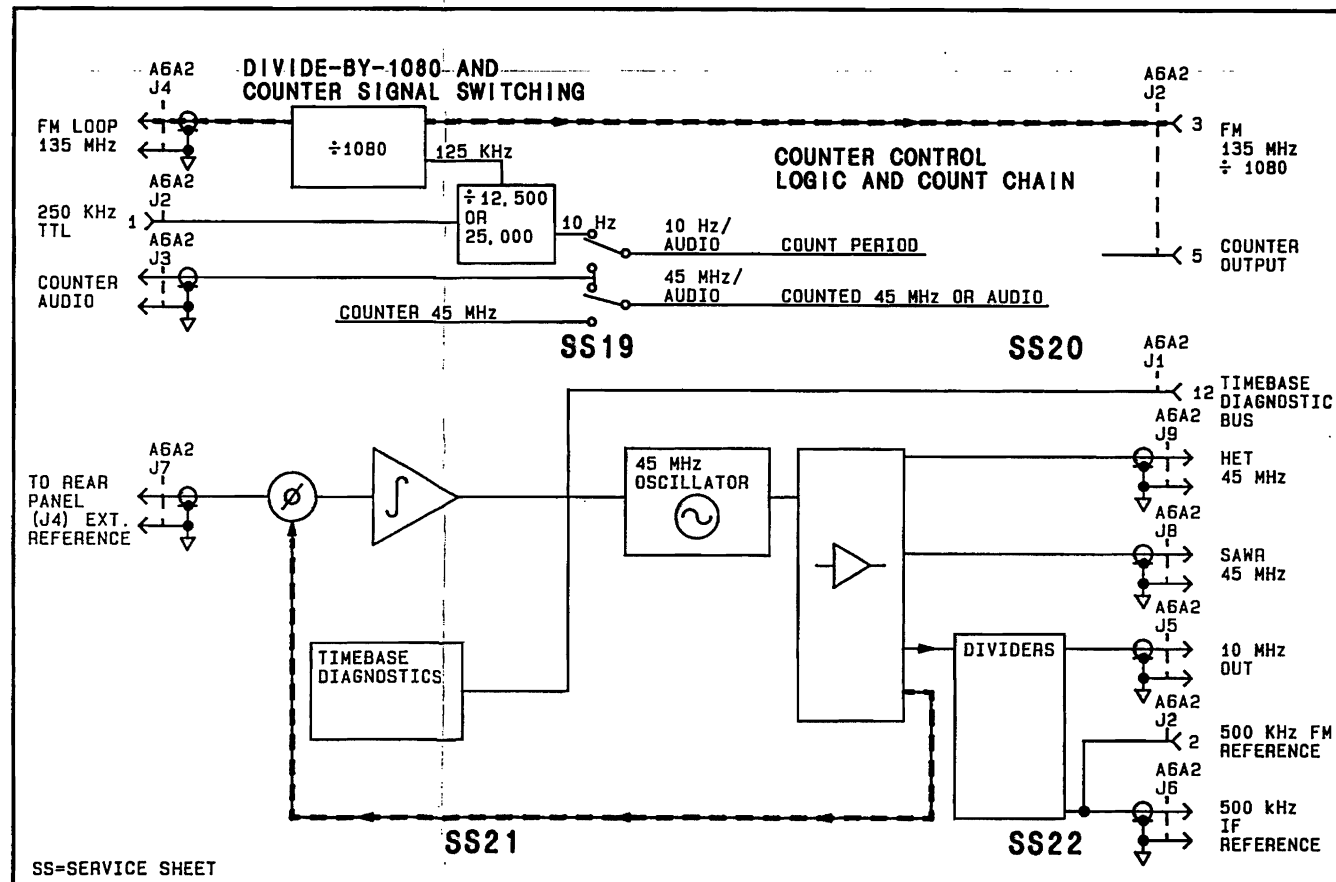 A6A2
J4
DIVIDE-BY-1080 AND
COUNTER SIGNAL SWITCHING
FM LOOP
135 MHz
÷1080
125 KHz
A6A2
J2
3
FM
135 MHz
÷ 1080
COUNTER CONTROL
LOGIC AND COUNT CHAIN
A6A2
J2
250 KHz
TTL
1
÷12,500
OR
25,000
10 Hz
10 Hz/
AUDIO
COUNT PERIOD
5
COUNTER
OUTPUT
J3
COUNTER
AUDIO
45 MHz/
AUDIO
COUNTED 45 MHz OR AUDIO
COUNTER 45 MHz
SS19
SS20
A6A2
J1
12
TIMEBASE
DIAGNOSTIC
BUS
A6A2
J7
TO REAR
PANEL
(J4) EXT.
REFERENCE
∅
∫
45 MHz
OSCILLATOR
A6A2
J9
HET
45 MHz
A6A2
J8
SAWR
45 MHz
TIMEBASE
DIAGNOSTICS
DIVIDERS
A6A2
J5
10 MHz
OUT
A6A2
J2
2
500 KHz FM
REFERENCE
A6A2
J6
500 kHz
IF
REFERENCE
SS21
SS22
SS=SERVICE SHEET